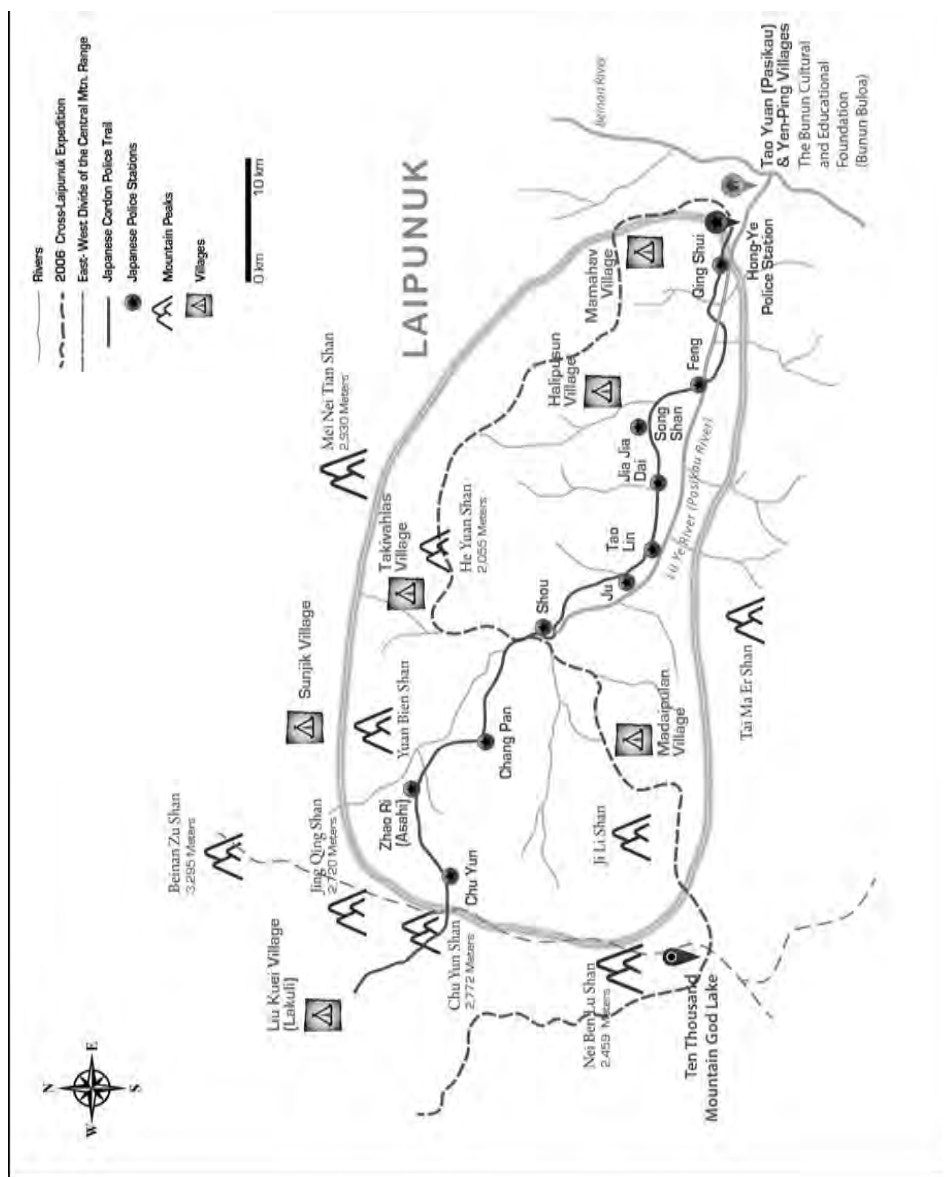 N
E
S
W
Rivers
2006 Cross-Laipunuk Expedition
East- West Divide of the Central Mtn. Range
Japanese Cordon Police Trail
Japanese Police Stations
Mountain Peaks
Villages
0 km
10 km
LAIPUNUK
Beinan Zu Shan
3,295 Meters
Sunjik Village
Mei Nei Tian Shan
2,930 Meters
Jing Qing Shan
2,720 Meters
Liu Kuei Village
(Lakuli)
Yuan Bien Shan
Takivahlas
Village
Zhao Ri
(Asahi)
He Yuan Shan
2,055 Meters
Chu Yun Shan
2,772 Meters
Chu Yun
Chang Pan
Shou
Halipusun
Village
Mamahav
Village
Beinan River
Ju
Tao
Lin
Jia Jia
Dai
Song
Shan
Feng
Qing Shui
Hong-Ye
Police Station
Tao Yuan (Pasikau)
& Yen-Ping Villages
The Bunun Cultural
and Educational
Foundation
(Bunun Buloa)
Lu Ye River (Pasikau River)
Madaipulan
Village
Ji Li Shan
Nei Ben Lu Shan
2,459 Meters
Tai Ma Er Shan
Ten Thousand
Mountain God Lake